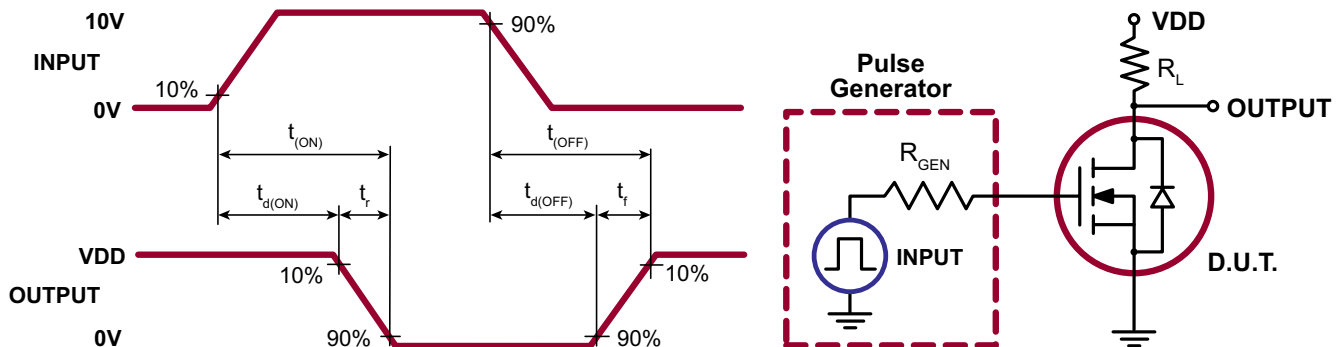 10V
INPUT
0V
10%
90%
t(ON)
t(OFF)
td(ON)
tr
td(OFF)
tf
VDD
OUTPUT
0V
10%
90%
90%
10%
Pulse
Generator
RGEN
INPUT
VDD
RL
OUTPUT
D.U.T.